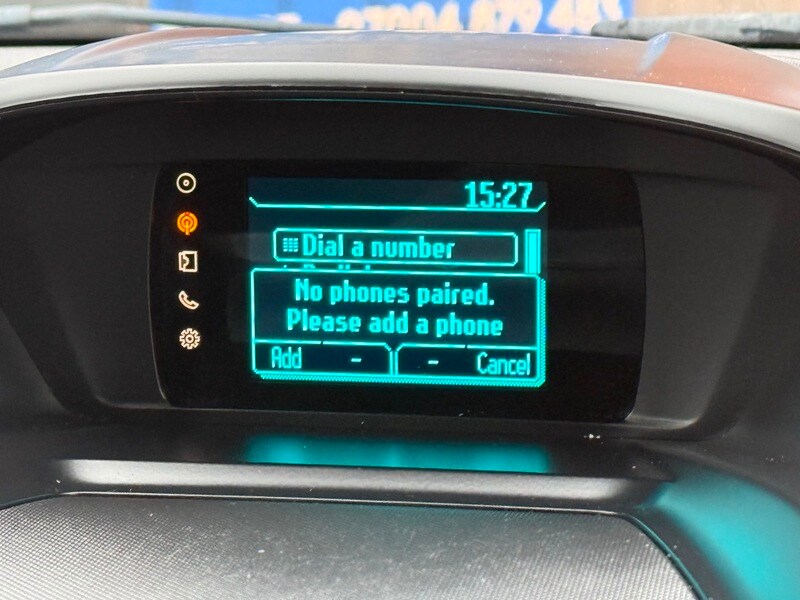 15:27
Dial a number
No phones paired.
Please add a phone
Add - - Cancel